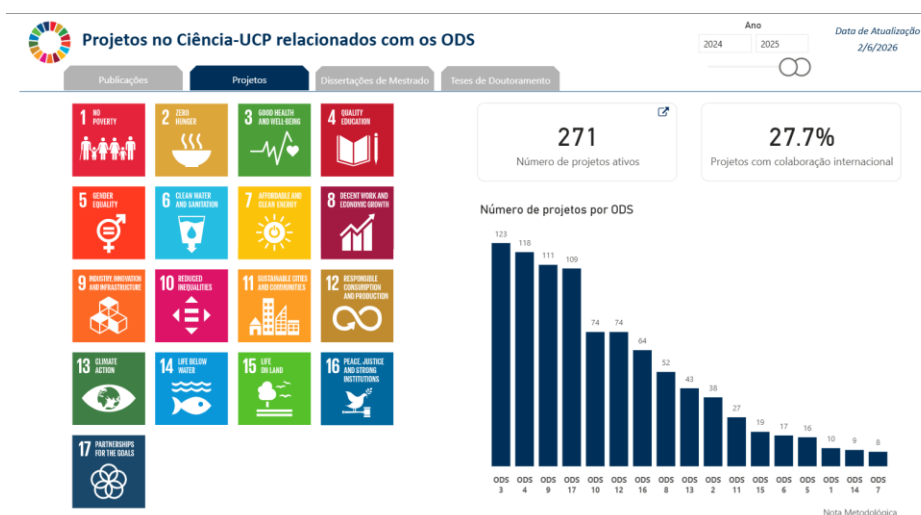 Projetos no Ciência-UCP relacionados com os ODS
Ano
2024 2025
Data de Atualização
2/6/2026
Publicações Projetos Dissertações de Mestrado Teses de Doutoramento
1 NO POVERTY
2 ZERO HUNGER
3 GOOD HEALTH AND WELL-BEING
4 QUALITY EDUCATION
5 GENDER EQUALITY
6 CLEAN WATER AND SANITATION
7 AFFORDABLE AND CLEAN ENERGY
8 DECENT WORK AND ECONOMIC GROWTH
9 INDUSTRY, INNOVATION AND INFRASTRUCTURE
10 REDUCED INEQUALITIES
11 SUSTAINABLE CITIES AND COMMUNITIES
12 RESPONSIBLE CONSUMPTION AND PRODUCTION
13 CLIMATE ACTION
14 LIFE BELOW WATER
15 LIFE ON LAND
16 PEACE, JUSTICE AND STRONG INSTITUTIONS
17 PARTNERSHIPS FOR THE GOALS
271
Número de projetos ativos
27.7%
Projetos com colaboração internacional
Número de projetos por ODS
123 118 111 109 74 74 64 52 43 38 27 19 17 16 10 9 8
ODS ODS ODS ODS ODS ODS ODS ODS ODS ODS ODS ODS ODS ODS ODS ODS ODS
3 4 9 17 10 12 16 8 13 2 11 15 6 5 1 14 7
Nota Metodológica